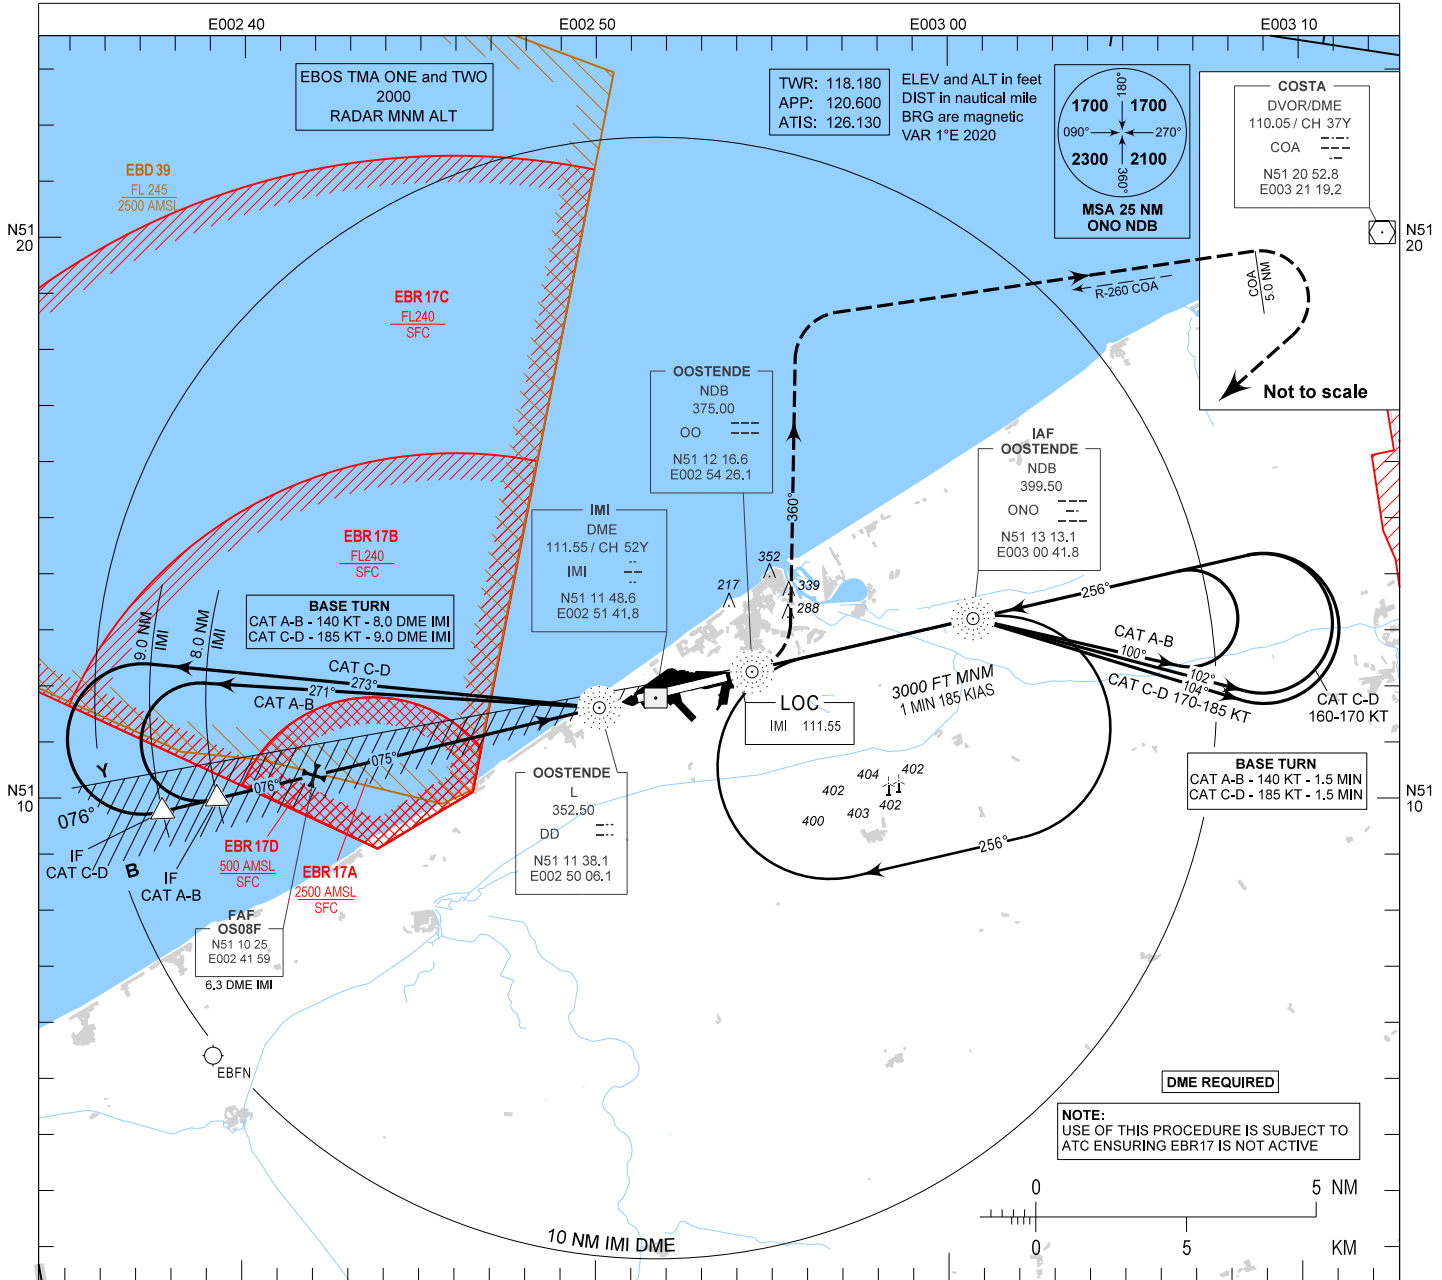 E002 40
E002 50
E003 00
E003 10
EBOS TMA ONE and TWO
2000
RADAR MNM ALT
TWR: 118.180
APP: 120.600
ATIS: 126.130
ELEV and ALT in feet
DIST in nautical mile
BRG are magnetic
VAR 1°E 2020
180°
1700 1700
090° 270°
2300 2100
360°
MSA 25 NM
ONO NDB
COSTA
DVOR/DME
110.05 / CH 37Y
COA
N51 20 52.8
E003 21 19.2
N51
20
N51
20
EBD 39
FL 245
2500 AMSL
EBR 17C
FL240
SFC
R-260 COA
COA
5.0 NM
Not to scale
OOSTENDE
NDB
375.00
OO
N51 12 16.6
E002 54 26.1
IAF
OOSTENDE
NDB
399.50
ONO
N51 13 13.1
E003 00 41.8
360°
IMI
DME
111.55 / CH 52Y
IMI
N51 11 48.6
E002 51 41.8
EBR 17B
FL240
SFC
352
217
339
288
BASE TURN
CAT A-B - 140 KT - 8.0 DME IMI
CAT C-D - 185 KT - 9.0 DME IMI
9.0 NM
IMI
8.0 NM
IMI
CAT C-D
273°
271°
CAT A-B
256°
CAT A-B
100°
102°
104°
CAT C-D 170-185 KT
CAT C-D
160-170 KT
3000 FT MNM
1 MIN 185 KIAS
LOC
IMI 111.55
BASE TURN
CAT A-B - 140 KT - 1.5 MIN
CAT C-D - 185 KT - 1.5 MIN
075°
076°
Y
076°
B
N51
10
N51
10
IF
CAT C-D
IF
CAT A-B
EBR 17D
500 AMSL
SFC
EBR 17A
2500 AMSL
SFC
OOSTENDE
L
352.50
DD
N51 11 38.1
E002 50 06.1
404
402
402
402
403
400
256°
FAF
OS08F
N51 10 25
E002 41 59
6.3 DME IMI
EBFN
DME REQUIRED
NOTE:
USE OF THIS PROCEDURE IS SUBJECT TO
ATC ENSURING EBR17 IS NOT ACTIVE
0 5 NM
0 5 KM
10 NM IMI DME